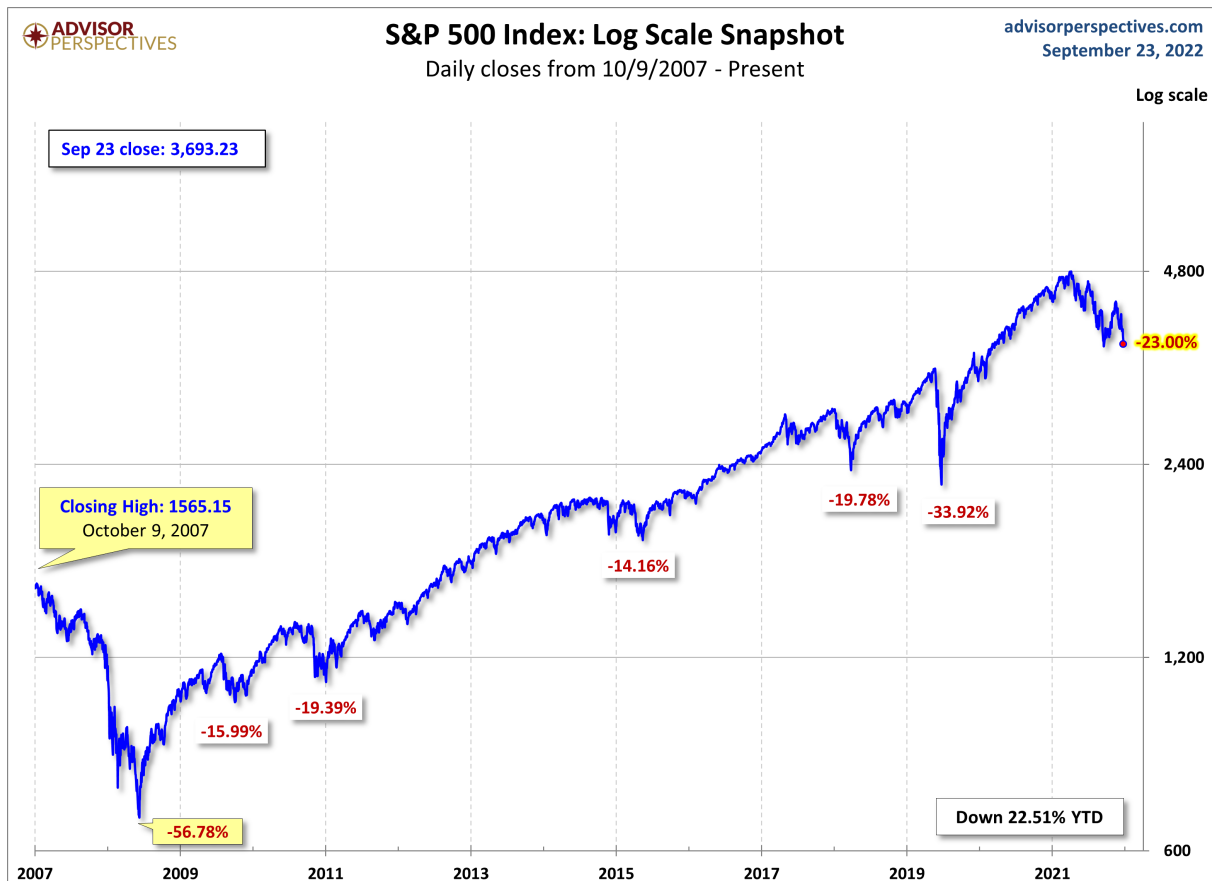 ADVISOR
PERSPECTIVES
S&P 500 Index: Log Scale Snapshot
Daily closes from 10/9/2007 - Present
advisorperspectives.com
September 23, 2022
Log scale
Sep 23 close: 3,693.23
4,800
-23.00%
2,400
Closing High: 1565.15
October 9, 2007
-19.78%
-33.92%
-14.16%
1,200
-19.39%
-15.99%
-56.78%
Down 22.51% YTD
600
2007 2009 2011 2013 2015 2017 2019 2021